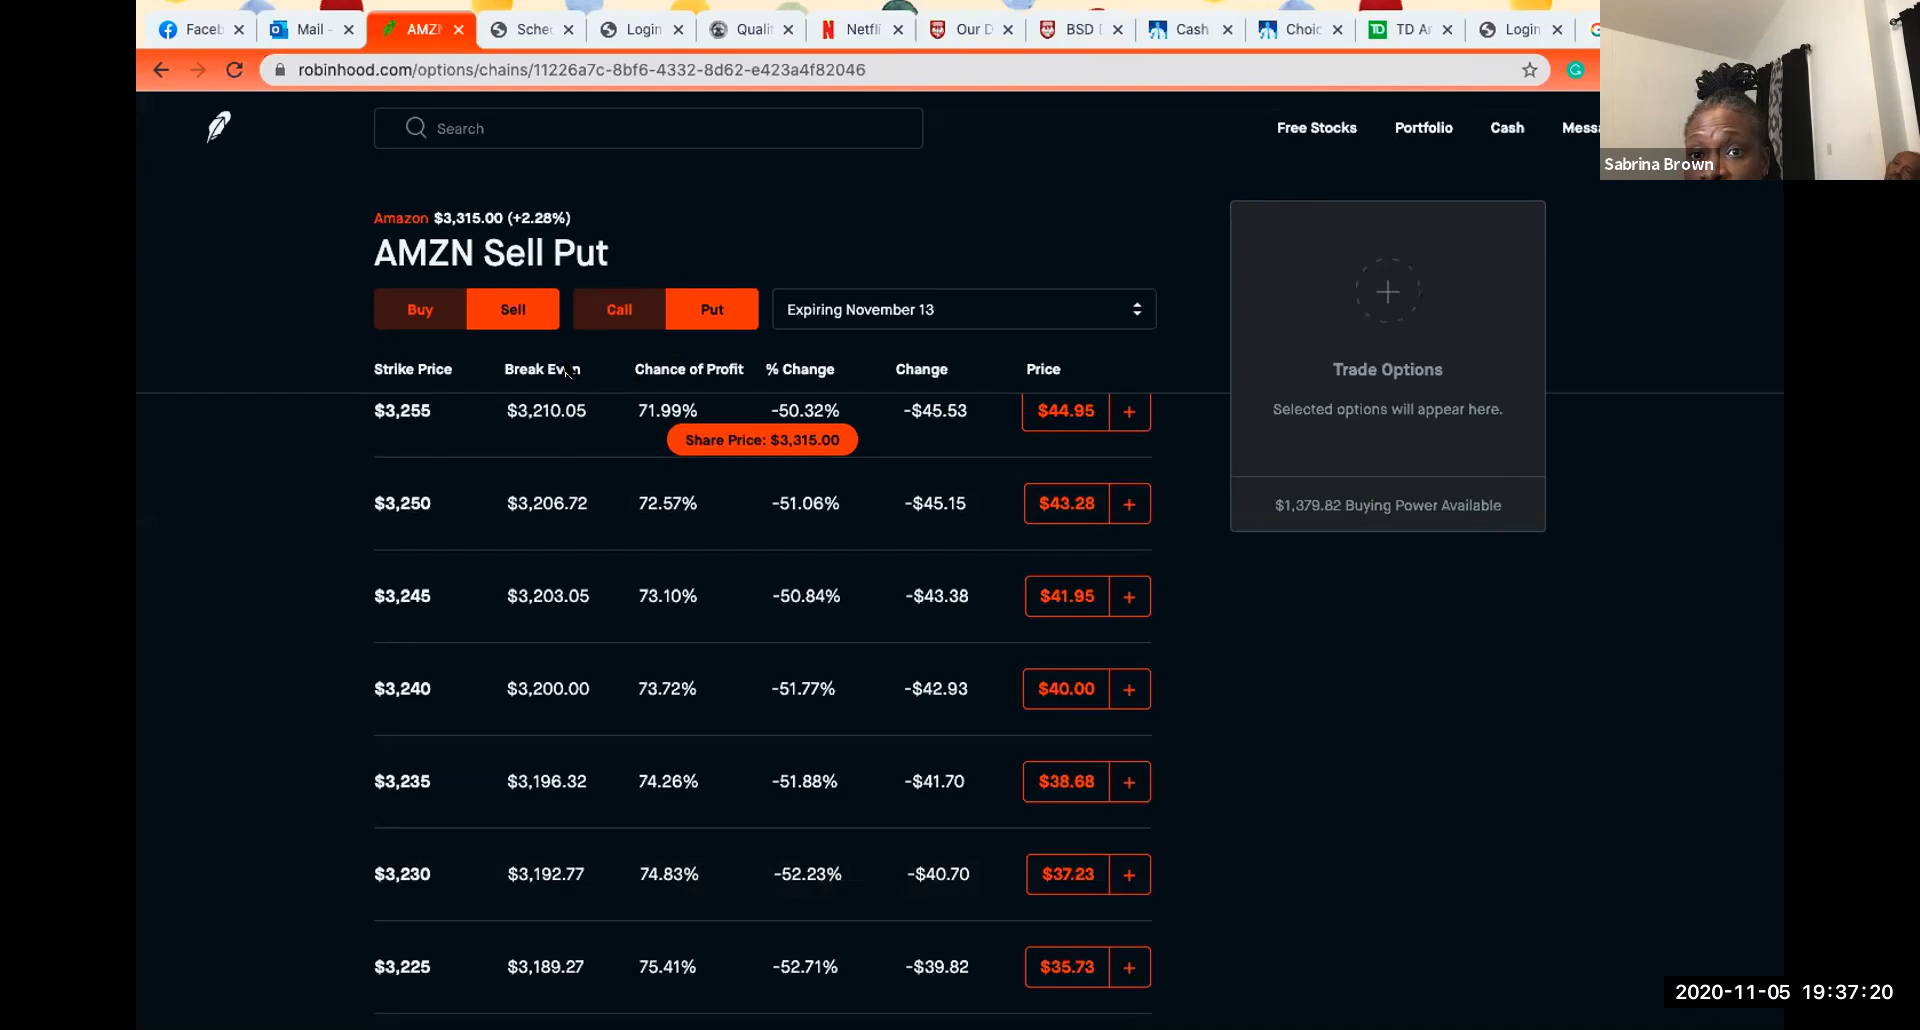 Faceb
Mail -
AMZN
Sched
Login
Qualit
Netfli
Our D
BSD
Cash
Choic
TD Ar
Login
robinhood.com/options/chains/11226a7c-8bf6-4332-8d62-e423a4f82046
Search
Free Stocks
Portfolio
Cash
Messa
Sabrina Brown
Amazon $3,315.00 (+2.28%)
AMZN Sell Put
Buy
Sell
Call
Put
Expiring November 13
Strike Price Break Even Chance of Profit % Change Change Price
$3,255 $3,210.05 71.99% -50.32% -$45.53 $44.95 +
Share Price: $3,315.00
$3,250 $3,206.72 72.57% -51.06% -$45.15 $43.28 +
$3,245 $3,203.05 73.10% -50.84% -$43.38 $41.95 +
$3,240 $3,200.00 73.72% -51.77% -$42.93 $40.00 +
$3,235 $3,196.32 74.26% -51.88% -$41.70 $38.68 +
$3,230 $3,192.77 74.83% -52.23% -$40.70 $37.23 +
$3,225 $3,189.27 75.41% -52.71% -$39.82 $35.73 +
Trade Options
Selected options will appear here.
$1,379.82 Buying Power Available
2020-11-05 19:37:20